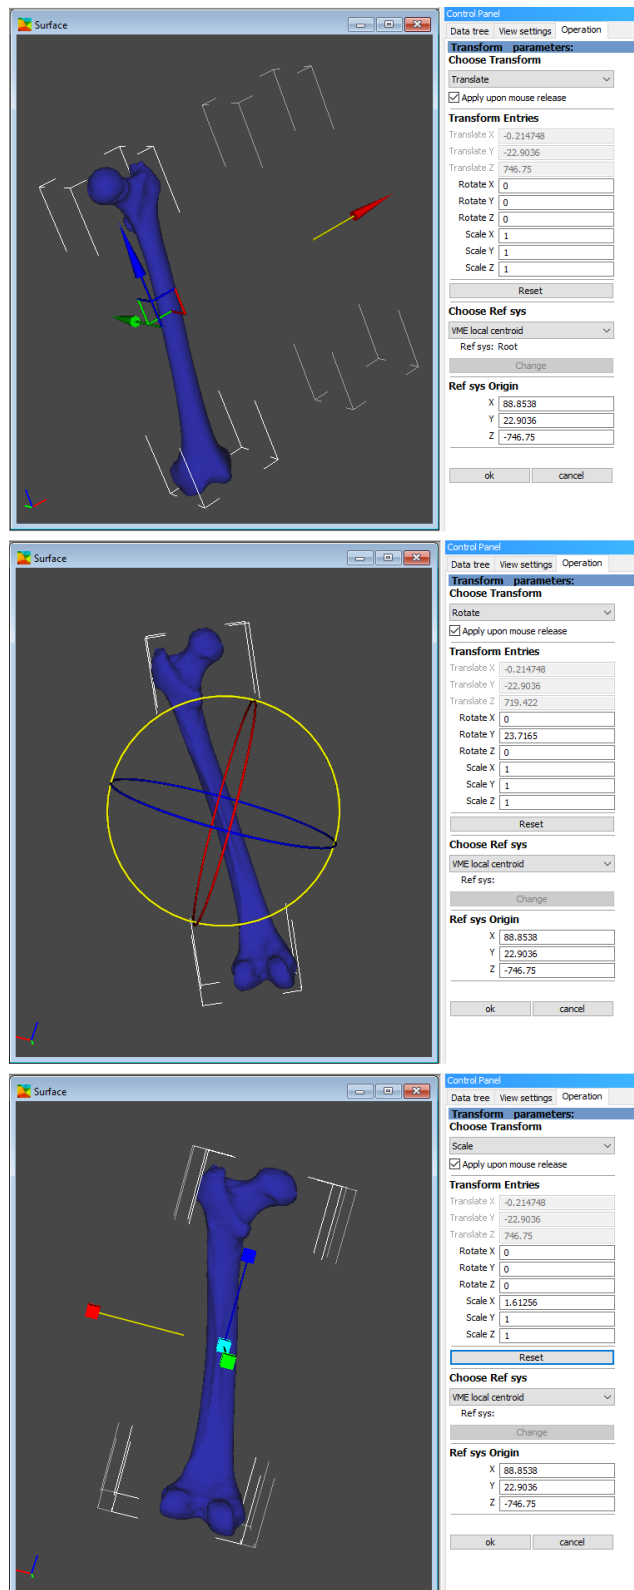 Surface
Control Panel
Data tree View settings Operation
Transform parameters:
Choose Transform
Translate
Apply upon mouse release
Transform Entries
Translate X -0.214748
Translate Y -22.9036
Translate Z 746.75
Rotate X 0
Rotate Y 0
Rotate Z 0
Scale X 1
Scale Y 1
Scale Z 1
Reset
Choose Ref sys
VME local centroid
Ref sys: Root
Change
Ref sys Origin
X 88.8538
Y 22.9036
Z -746.75
ok cancel
Surface
Control Panel
Data tree View settings Operation
Transform parameters:
Choose Transform
Rotate
Apply upon mouse release
Transform Entries
Translate X -0.214748
Translate Y -22.9036
Translate Z 719.422
Rotate X 0
Rotate Y 23.7165
Rotate Z 0
Scale X 1
Scale Y 1
Scale Z 1
Reset
Choose Ref sys
VME local centroid
Ref sys:
Change
Ref sys Origin
X 88.8538
Y 22.9036
Z -746.75
ok cancel
Surface
Control Panel
Data tree View settings Operation
Transform parameters:
Choose Transform
Scale
Apply upon mouse release
Transform Entries
Translate X -0.214748
Translate Y -22.9036
Translate Z 746.75
Rotate X 0
Rotate Y 0
Rotate Z 0
Scale X 1.61256
Scale Y 1
Scale Z 1
Reset
Choose Ref sys
VME local centroid
Ref sys:
Change
Ref sys Origin
X 88.8538
Y 22.9036
Z -746.75
ok cancel